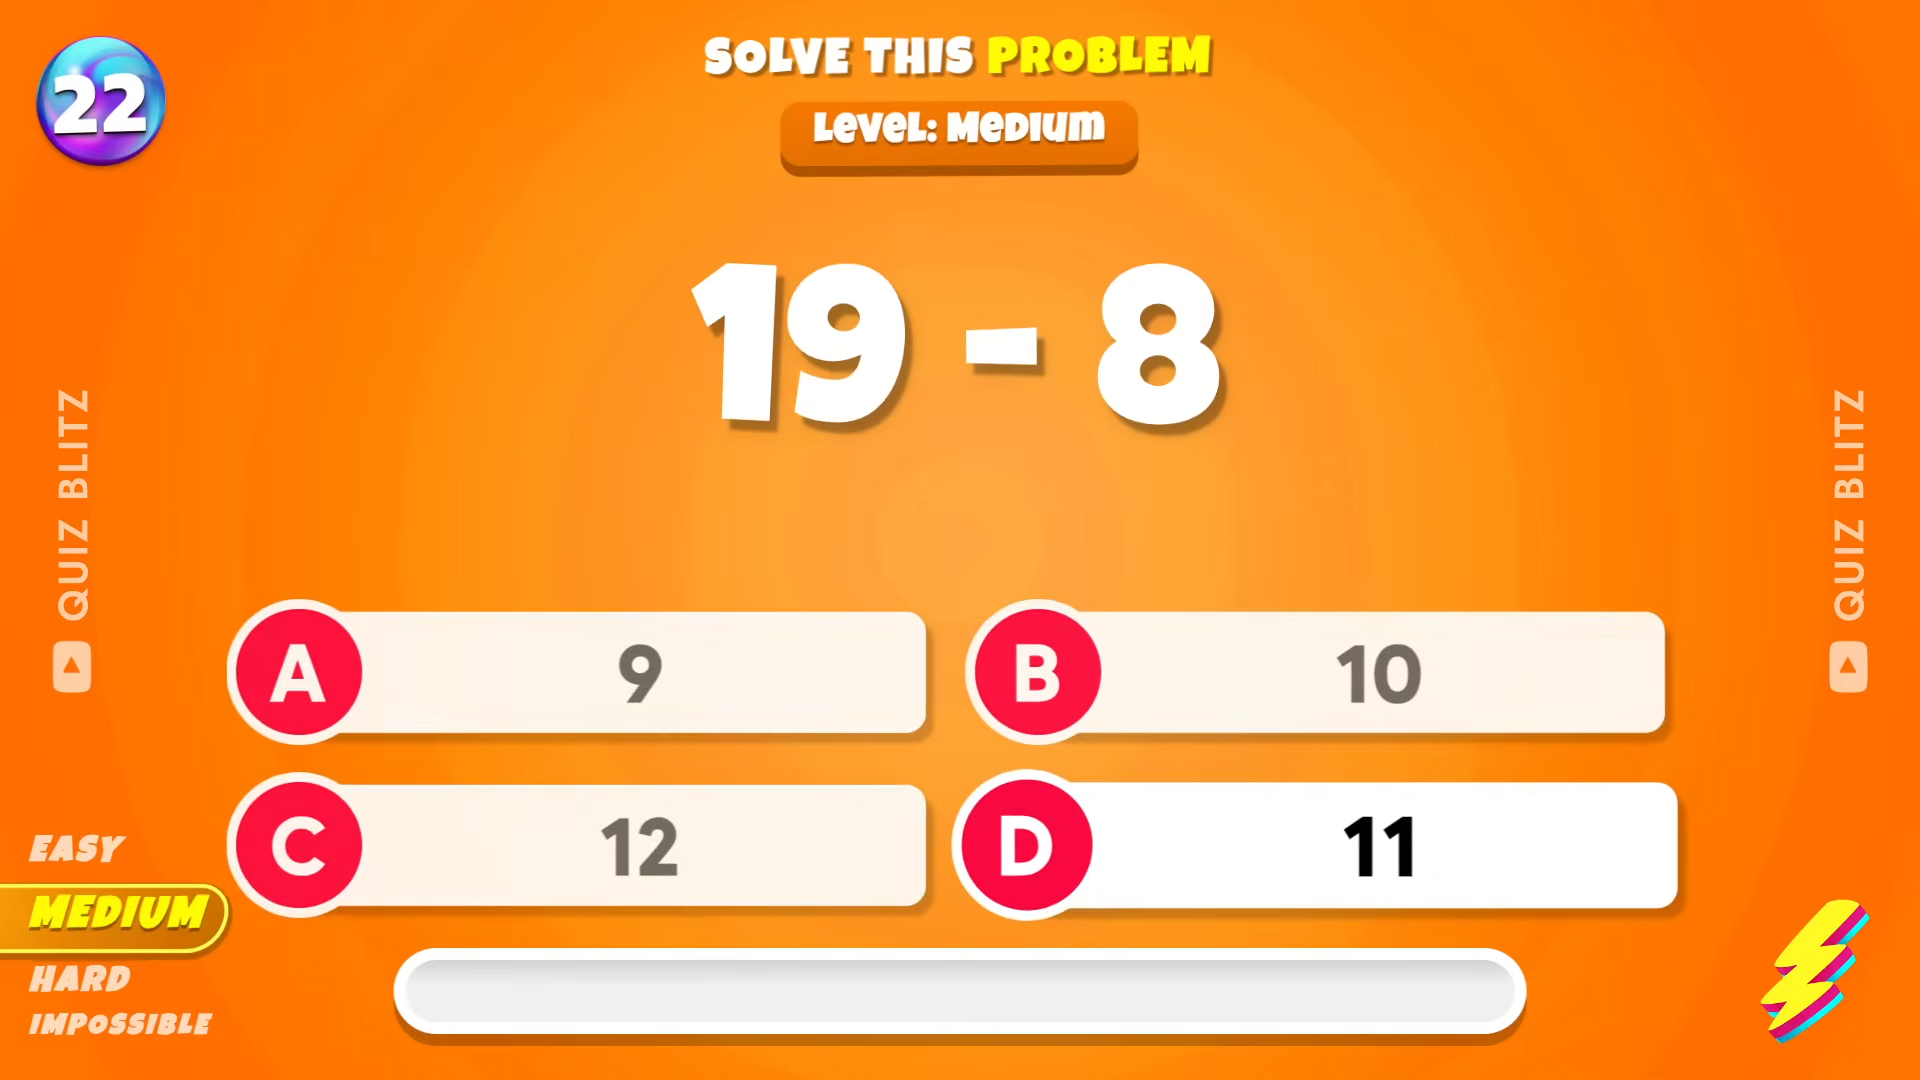 22
SOLVE THIS PROBLEM
Level: Medium
19 - 8
A 9
B 10
C 12
D 11
QUIZ BLITZ
QUIZ BLITZ
EASY
MEDIUM
HARD
IMPOSSIBLE